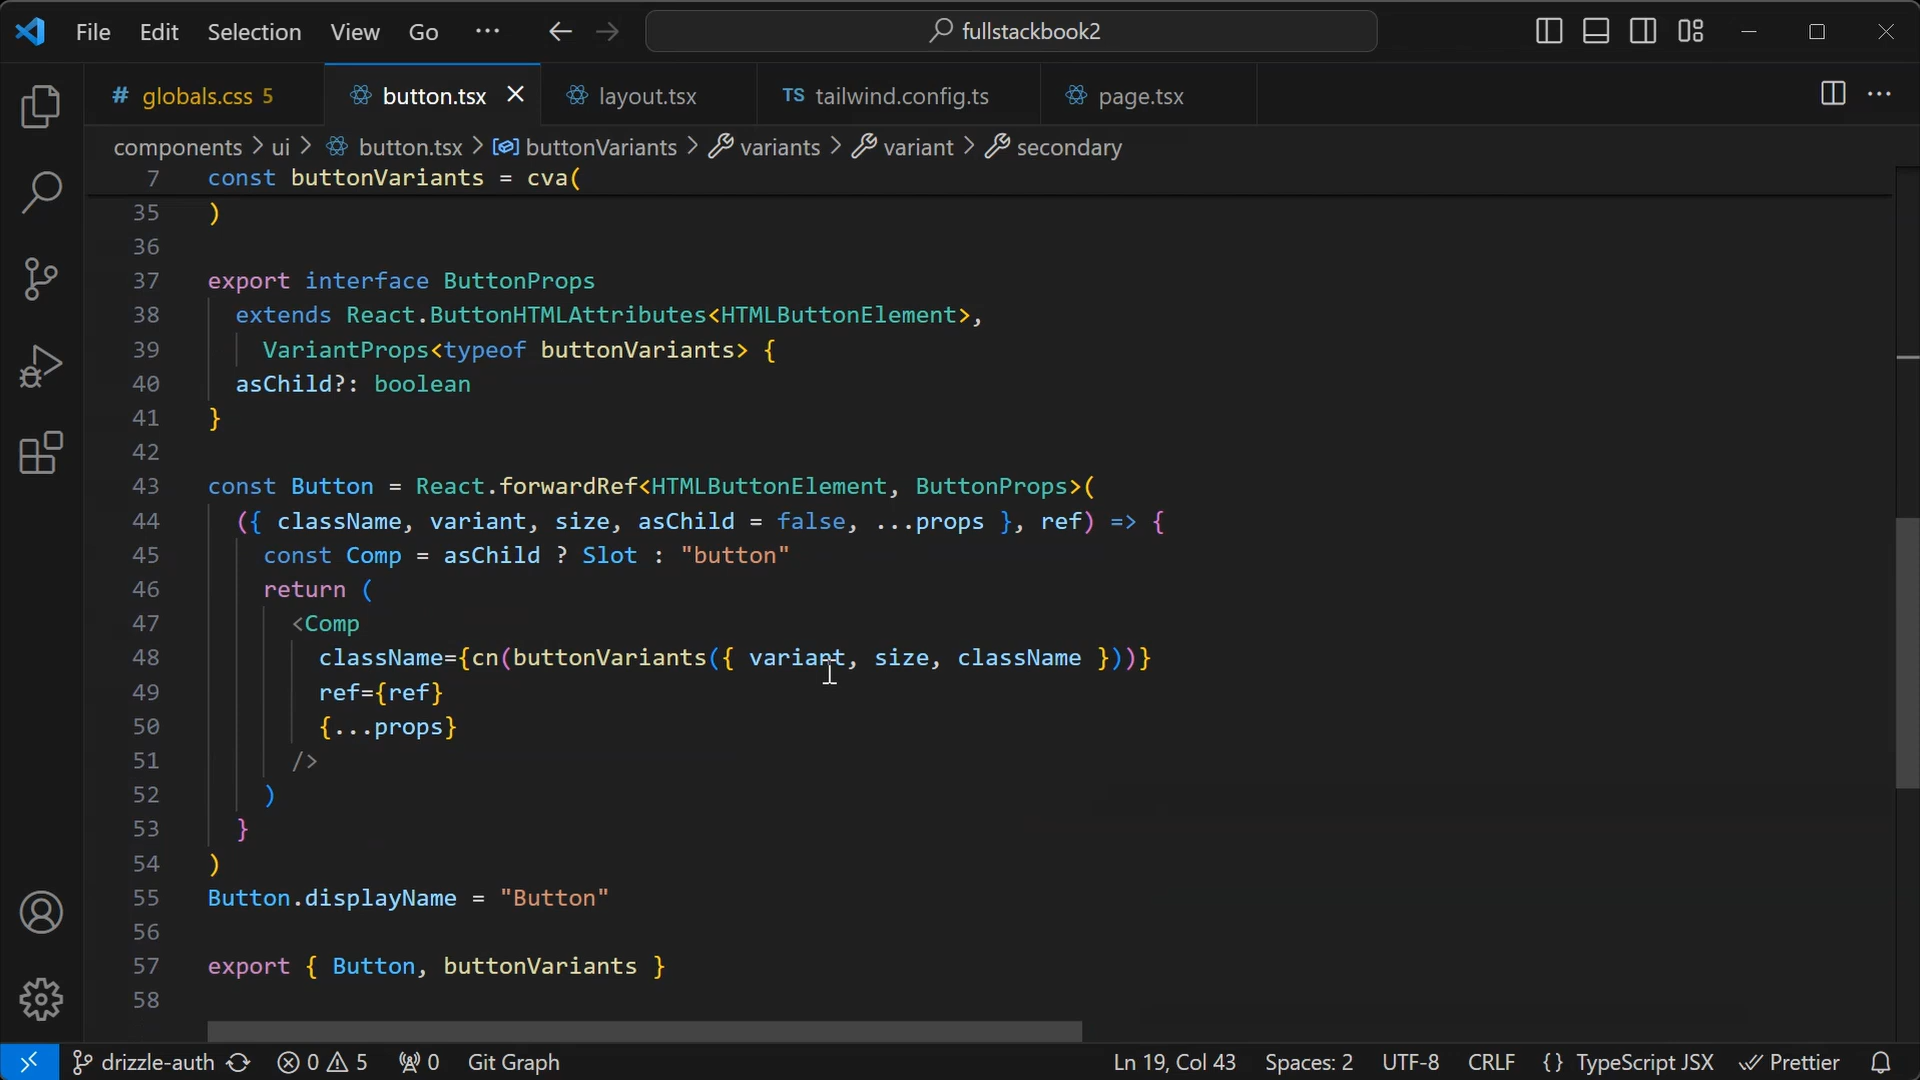 File Edit Selection View Go ··· fullstackbook2
# globals.css 5 button.tsx layout.tsx TS tailwind.config.ts page.tsx
components > ui > button.tsx > buttonVariants > variants > variant > secondary
7 const buttonVariants = cva(
35 )
36
37 export interface ButtonProps
38 extends React.ButtonHTMLAttributes<HTMLButtonElement>,
39 VariantProps<typeof buttonVariants> {
40 asChild?: boolean
41 }
42
43 const Button = React.forwardRef<HTMLButtonElement, ButtonProps>(
44 ({ className, variant, size, asChild = false, ...props }, ref) => {
45 const Comp = asChild ? Slot : "button"
46 return (
47 <Comp
48 className={cn(buttonVariants({ variant, size, className }))}
49 ref={ref}
50 {...props}
51 />
52 )
53 }
54 )
55 Button.displayName = "Button"
56
57 export { Button, buttonVariants }
58
drizzle-auth 0 5 0 Git Graph Ln 19, Col 43 Spaces: 2 UTF-8 CRLF {} TypeScript JSX Prettier